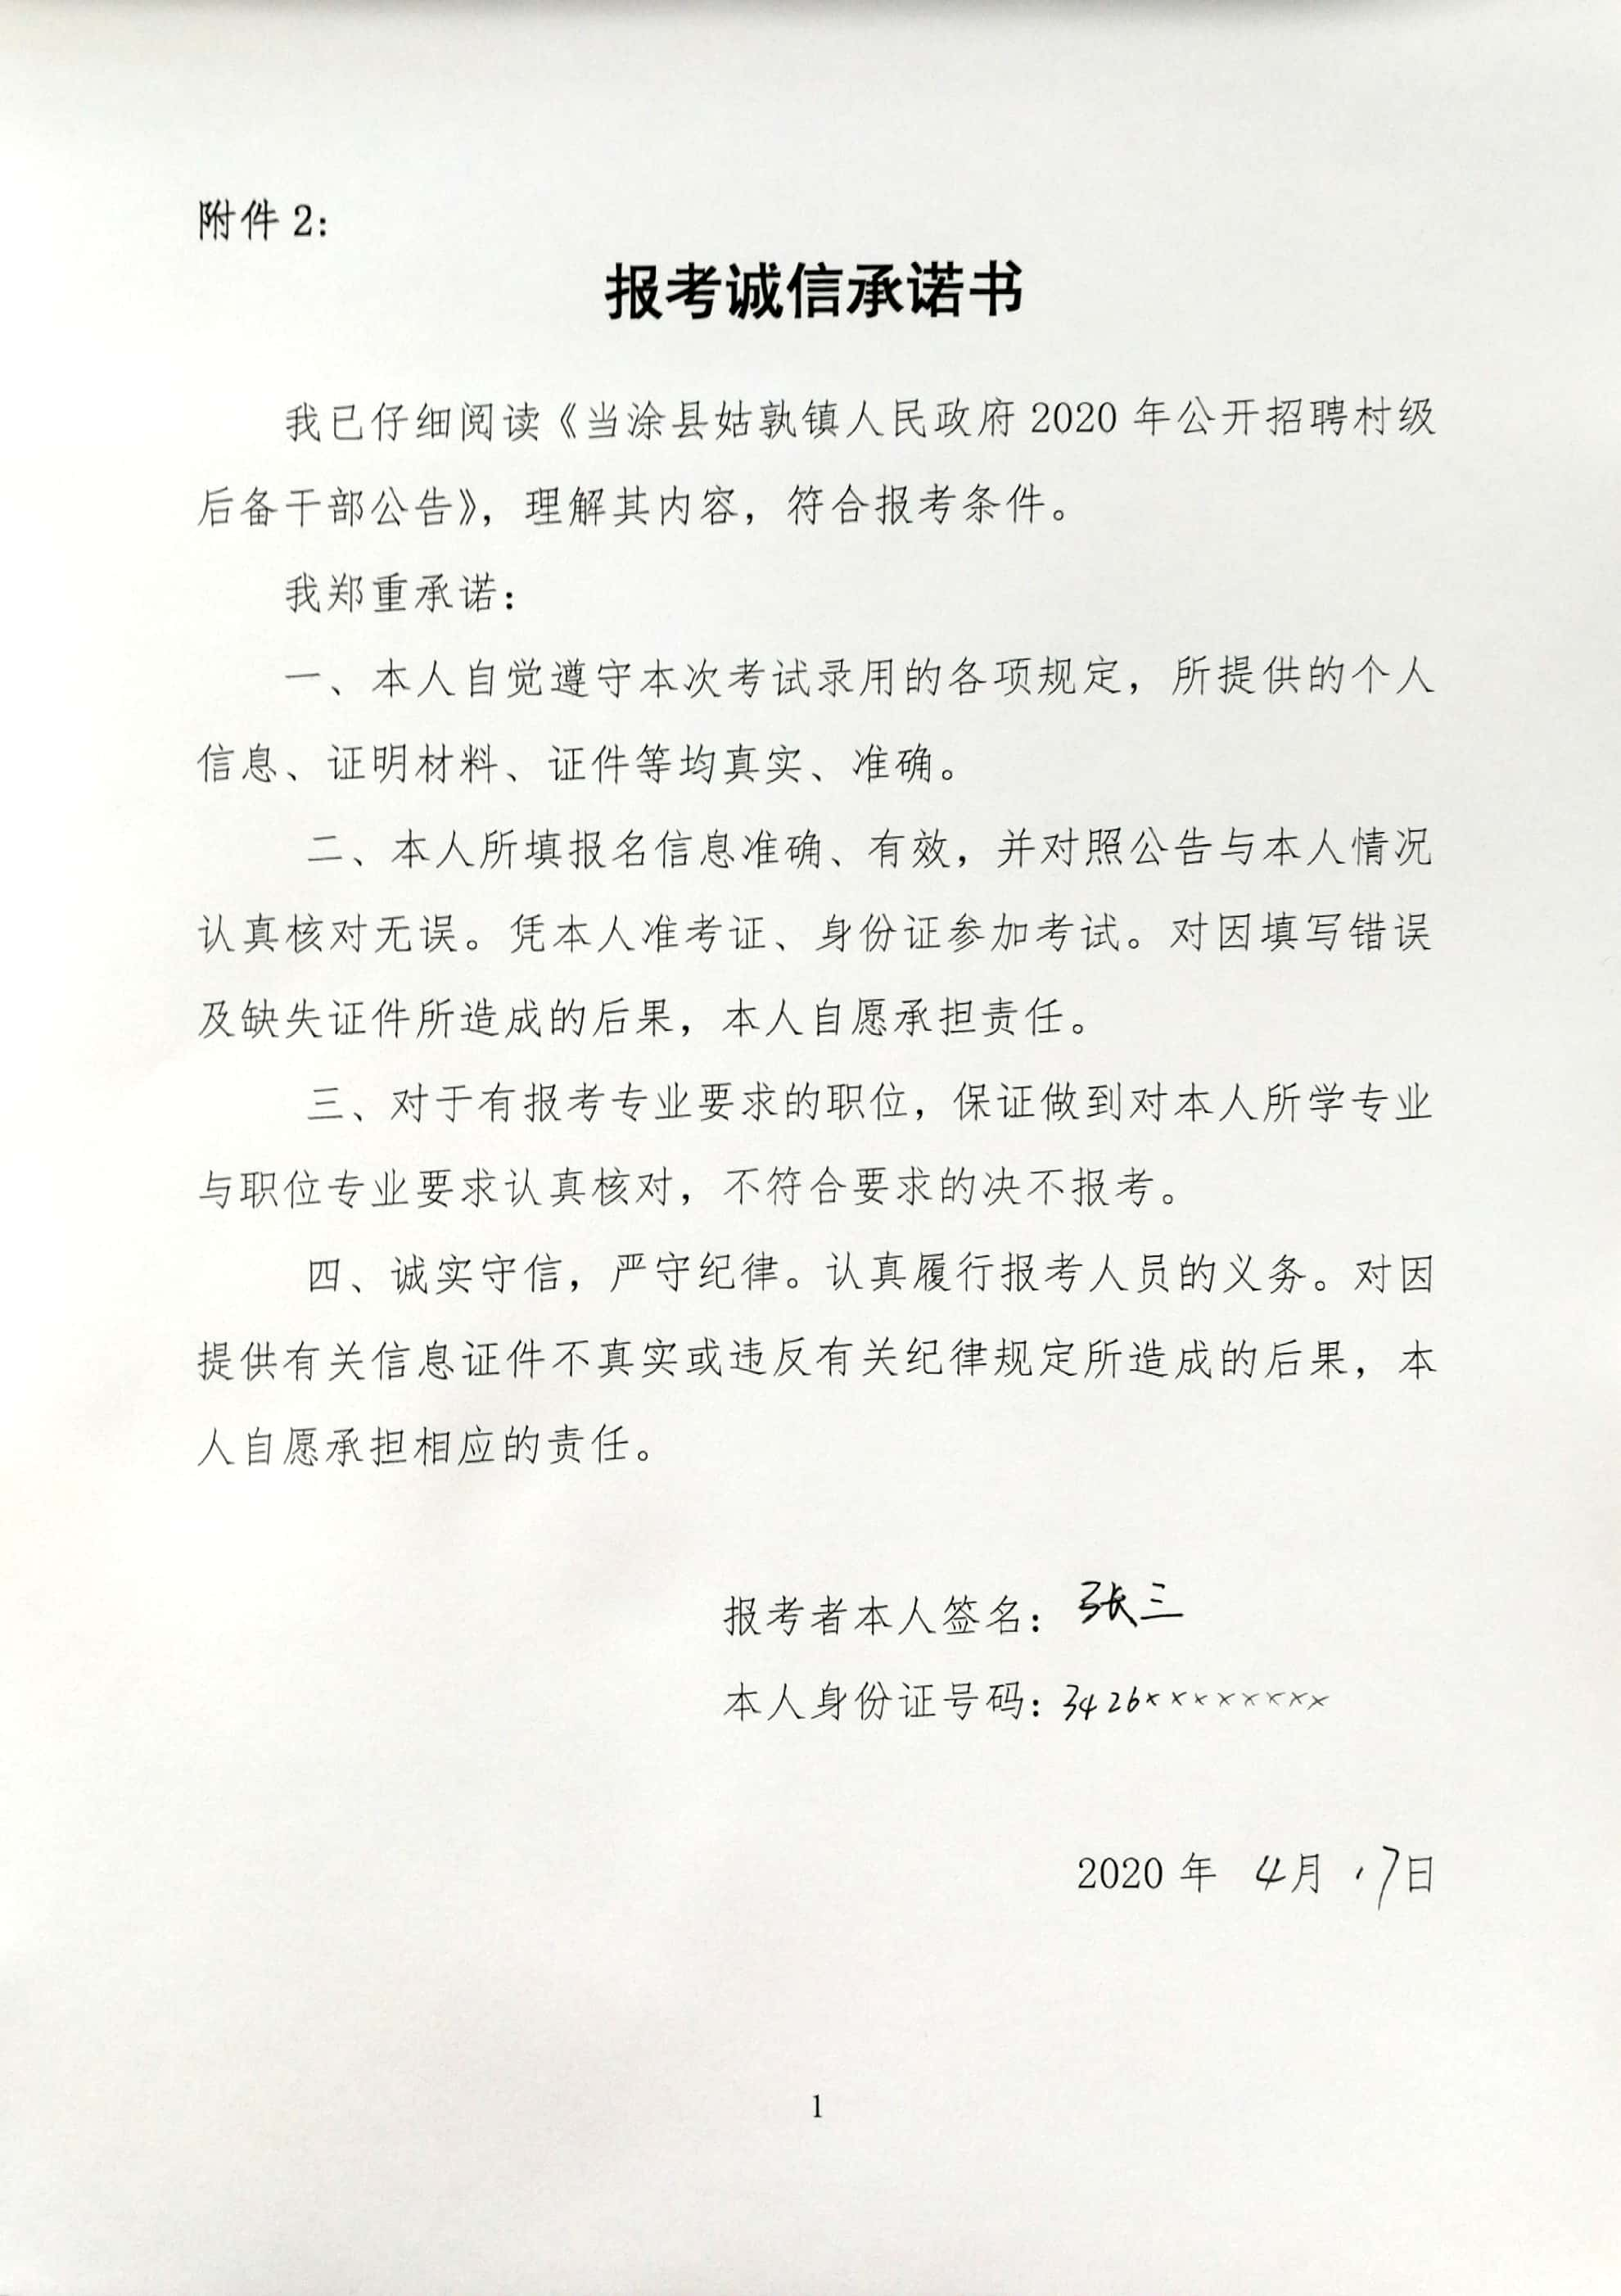 附件 2：
报考诚信承诺书
我已仔细阅读《当涂县姑孰镇人民政府 2020 年公开招聘村级
后备干部公告》，理解其内容，符合报考条件。
我郑重承诺：
一、本人自觉遵守本次考试录用的各项规定，所提供的个人
信息、证明材料、证件等均真实、准确。
二、本人所填报名信息准确、有效，并对照公告与本人情况
认真核对无误。凭本人准考证、身份证参加考试。对因填写错误
及缺失证件所造成的后果，本人自愿承担责任。
三、对于有报考专业要求的职位，保证做到对本人所学专业
与职位专业要求认真核对，不符合要求的决不报考。
四、诚实守信，严守纪律。认真履行报考人员的义务。对因
提供有关信息证件不真实或违反有关纪律规定所造成的后果，本
人自愿承担相应的责任。
报考者本人签名：张三
本人身份证号码：3426××××××××
2020 年 4月 17日
1